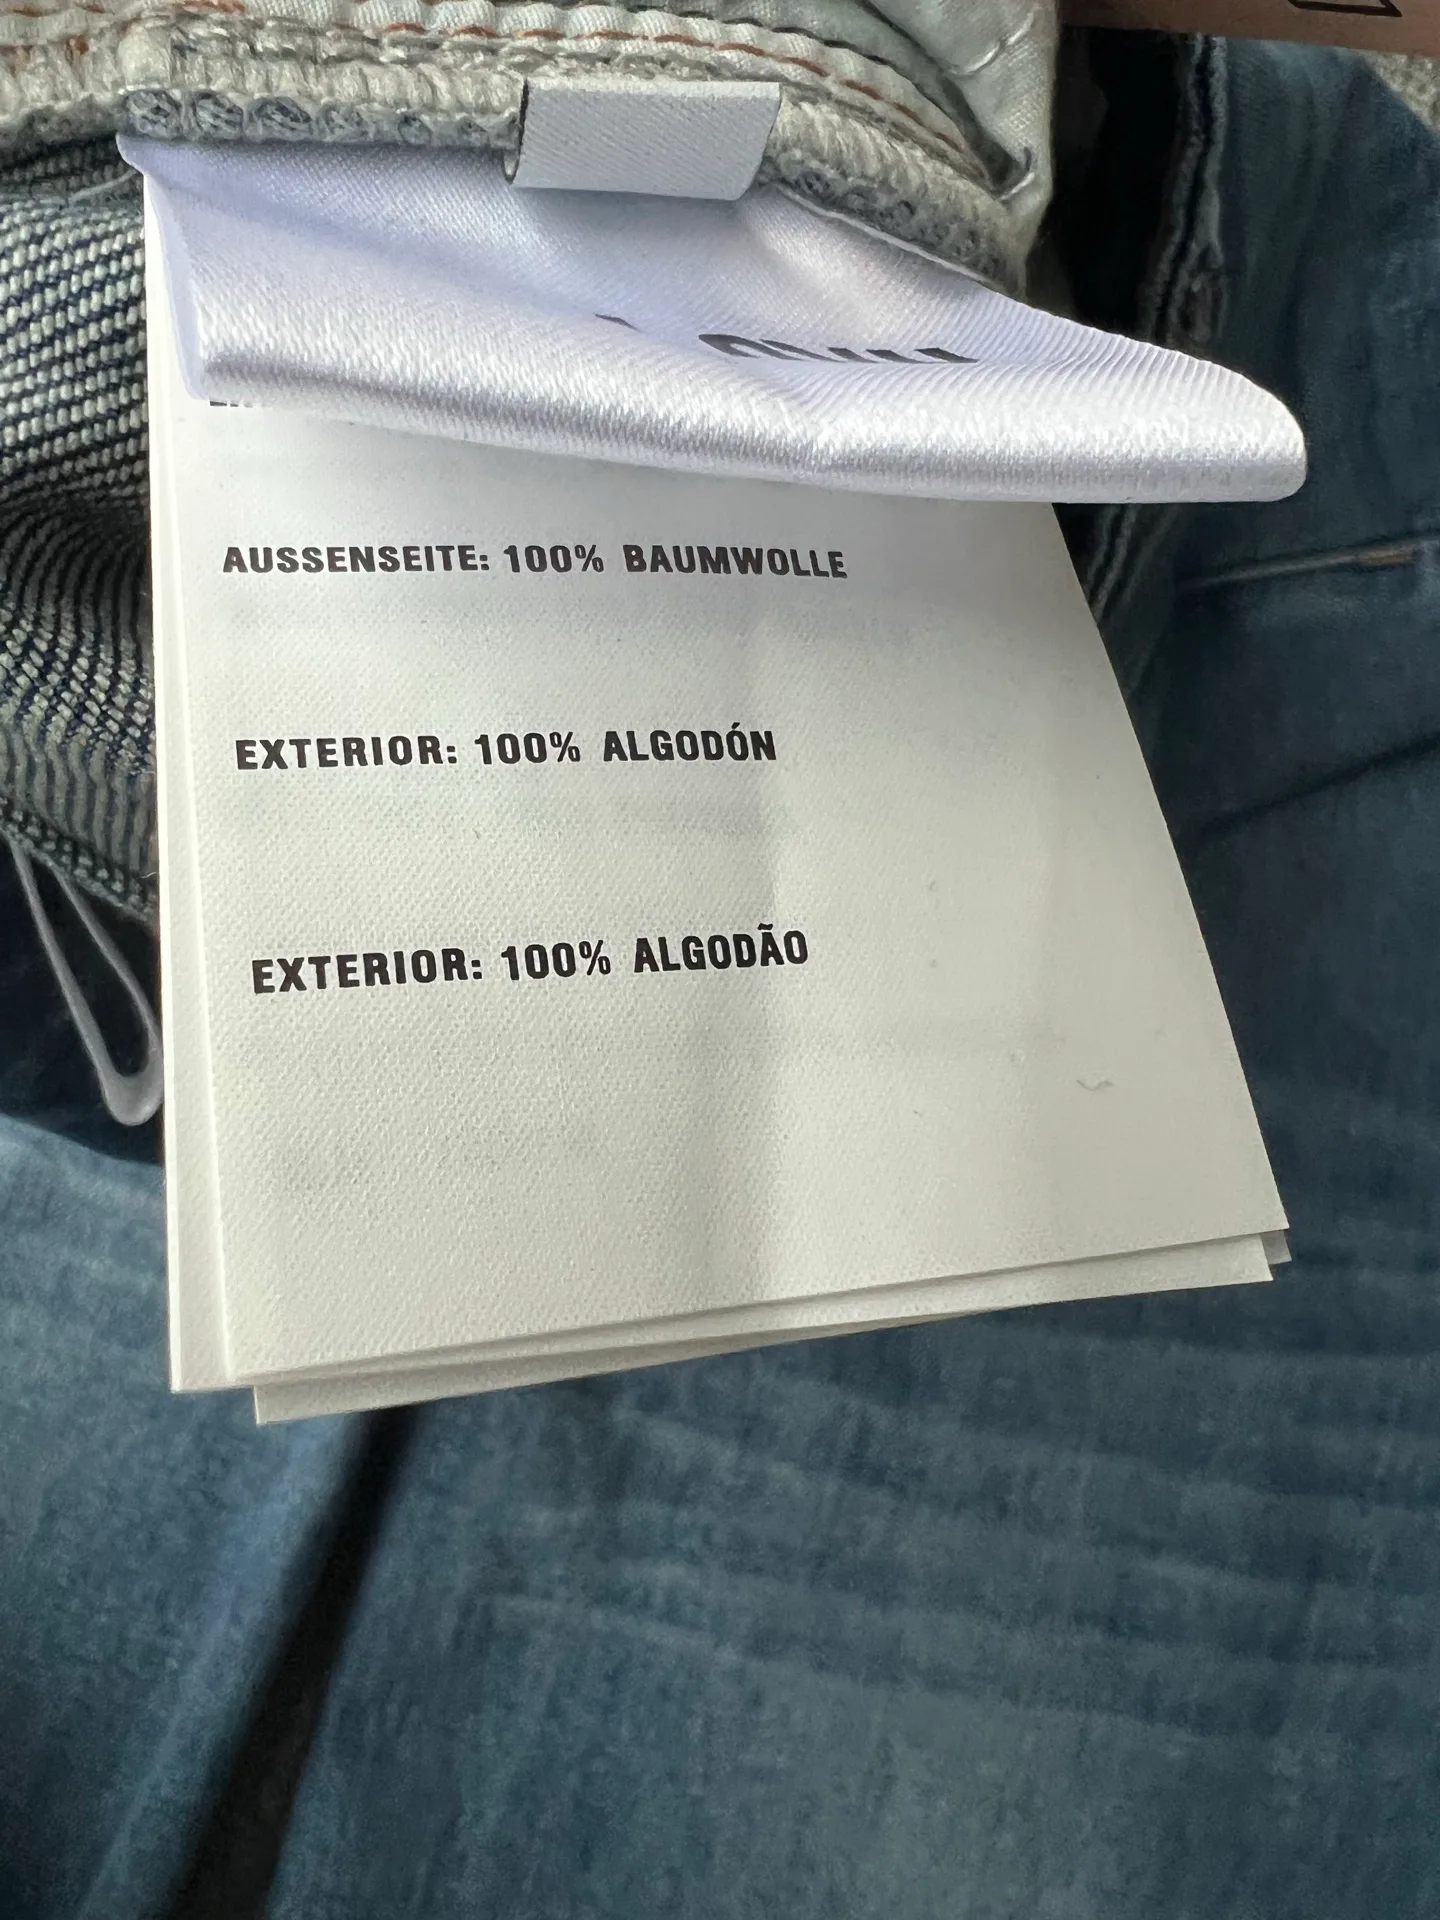 AUSSENSEITE: 100% BAUMWOLLE
EXTERIOR: 100% ALGODÓN
EXTERIOR: 100% ALGODÃO